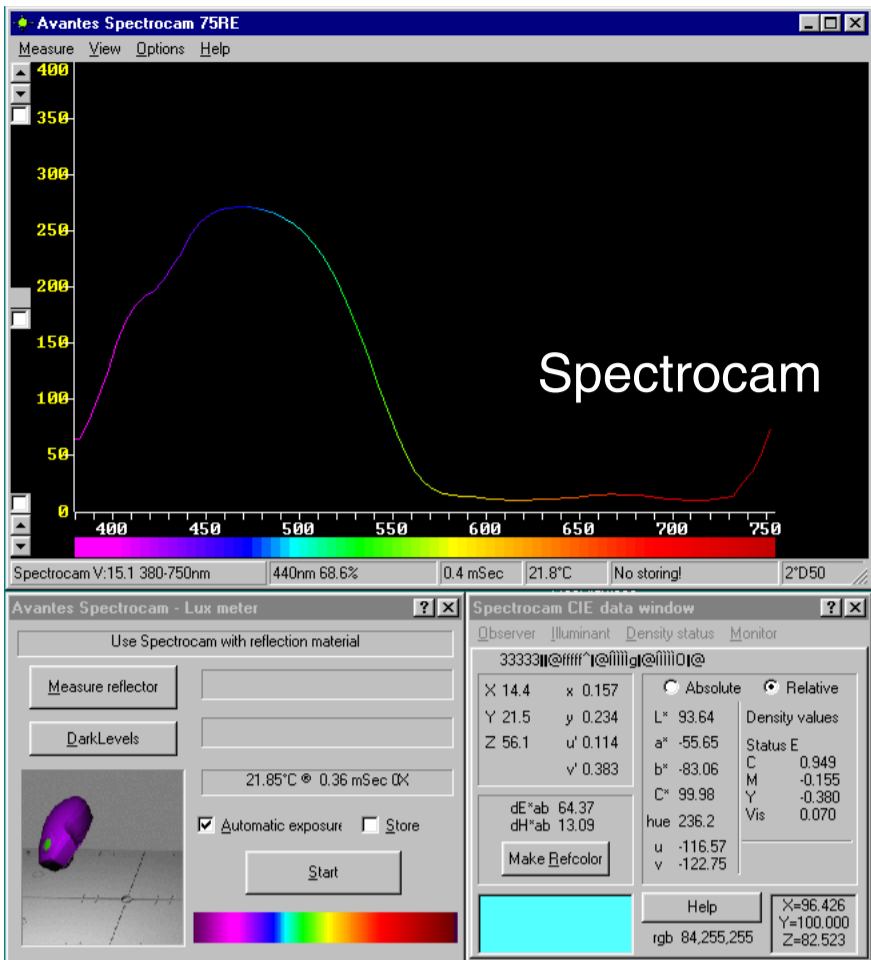 Avantes Spectrocam 75RE
Measure View Options Help
400
350
300
250
200
150
100
50
0
Spectrocam
400 450 500 550 600 650 700 750
Spectrocam V:15.1 380-750nm 440nm 68.6% 0.4 mSec 21.8°C No storing! 2°D50
Avantes Spectrocam - Lux meter
Use Spectrocam with reflection material
Measure reflector
DarkLevels
21.85°C ® 0.36 mSec 0X
Automatic exposure Store
Start
Spectrocam CIE data window
Observer Illuminant Density status Monitor
X 14.4 x 0.157
Y 21.5 y 0.234
Z 56.1 u' 0.114
v' 0.383
dE*ab 64.37
dH*ab 13.09
Make Refcolor
Absolute Relative
L* 93.64
a* -55.65
b* -83.06
C* 99.98
hue 236.2
u -116.57
v -122.75
Density values
Status E
C 0.949
M -0.155
Y -0.380
Vis 0.070
Help
rgb 84,255,255
X=96.426
Y=100.000
Z=82.523